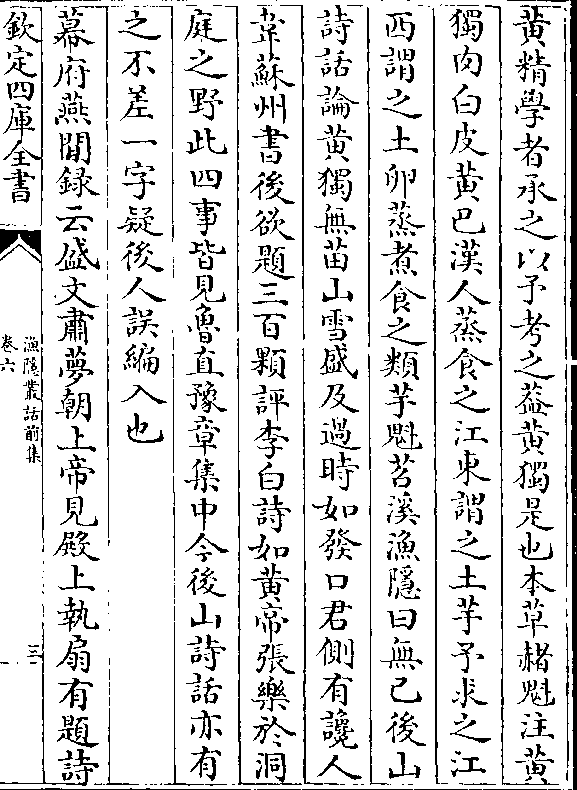 黄精學者承之以予考之葢黄獨是也本草赭魁注黄
獨肉白皮黄巴漢人蒸食之江東謂之土芋予求之江
西謂之土卵蒸煮食之類芋魁苕溪漁隱曰無已後山
詩話論黄獨無苗山雪盛及過時如發口君側有讒人
韋蘇州書後欲題三百顆評李白詩如黄帝張樂於洞
庭之野此四事皆見魯直豫章集中今後山詩話亦有
之不差一字疑後人誤編入也
幕府燕閒録云盛文肅夢朝上帝見殿上執扇有題詩
欽定四庫全書
漁隱叢話前集
卷六
三